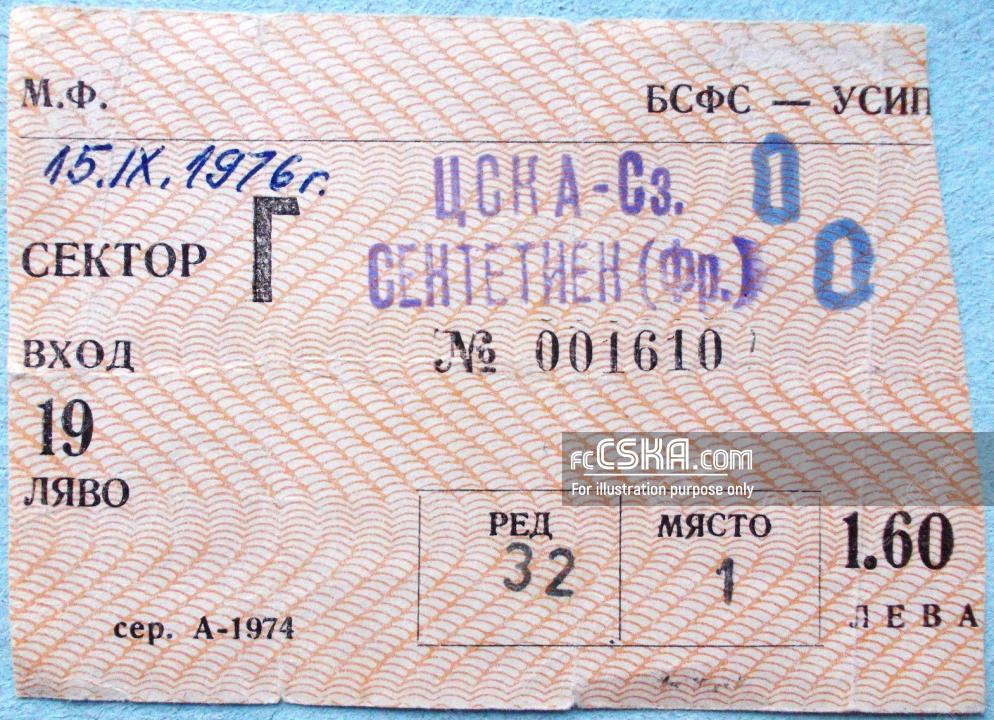 М.Ф. БСФС — УСИП
15.IX.1976г. ЦСКА-Сз. 0
СЕКТОР Г СЕНТЕТИЕН (Фр.) 0
ВХОД № 001610
19
fcCSKA.com
For illustration purpose only
ЛЯВО
РЕД МЯСТО 1.60
32 1
ЛЕВА
сер. А-1974